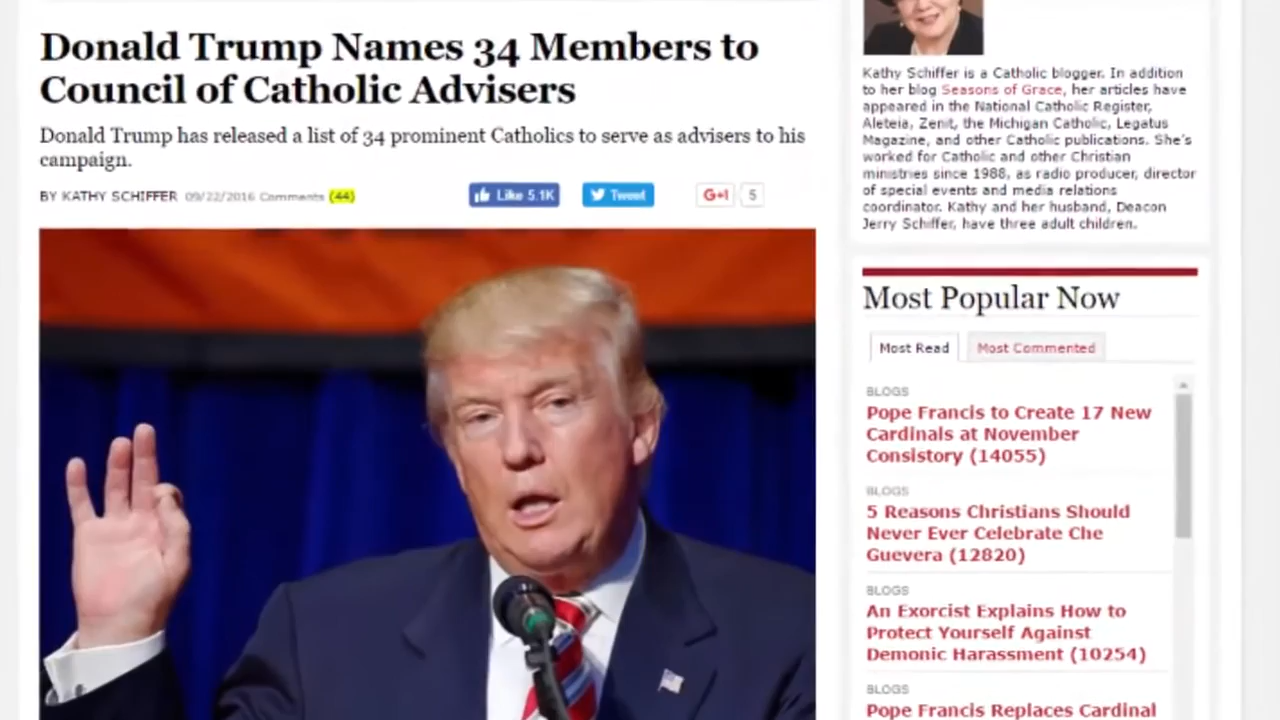 Donald Trump Names 34 Members to
Council of Catholic Advisers
Donald Trump has released a list of 34 prominent Catholics to serve as advisers to his
campaign.
BY KATHY SCHIFFER 09/22/2016 Comments (44)
Like 5.1K
Tweet
G+1
5
Kathy Schiffer is a Catholic blogger. In addition
to her blog Seasons of Grace, her articles have
appeared in the National Catholic Register,
Aleteia, Zenit, the Michigan Catholic, Legatus
Magazine, and other Catholic publications. She's
worked for Catholic and other Christian
ministries since 1988, as radio producer, director
of special events and media relations
coordinator. Kathy and her husband, Deacon
Jerry Schiffer, have three adult children.
Most Popular Now
Most Read
Most Commented
BLOGS
Pope Francis to Create 17 New
Cardinals at November
Consistory (14055)
BLOGS
5 Reasons Christians Should
Never Ever Celebrate Che
Guevera (12820)
BLOGS
An Exorcist Explains How to
Protect Yourself Against
Demonic Harassment (10254)
BLOGS
Pope Francis Replaces Cardinal